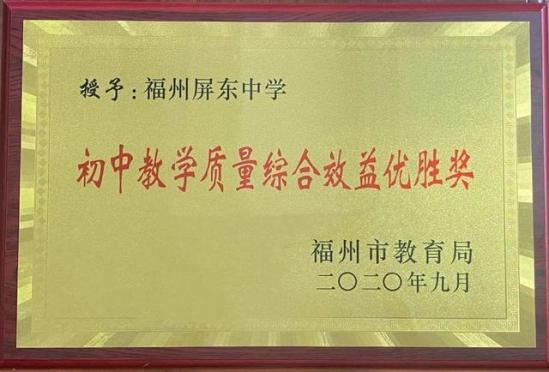 授予：福州屏东中学
初中教学质量综合效益优胜奖
福州市教育局
二〇二〇年九月